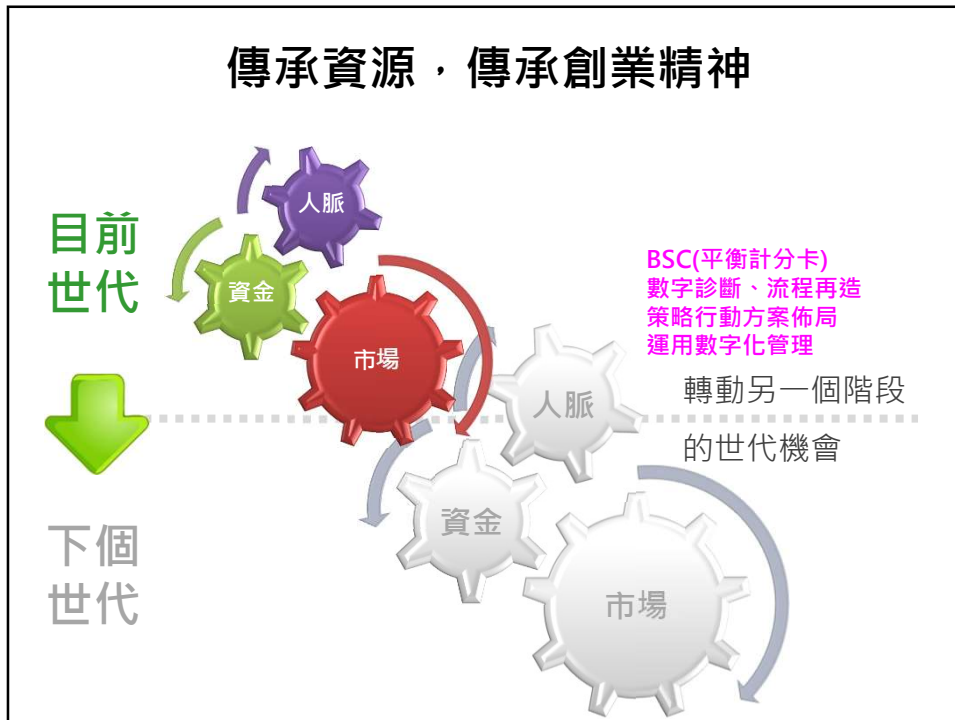 傳承資源，傳承創業精神
人脈
目前
世代
資金
市場
BSC(平衡計分卡)
數字診斷、流程再造
策略行動方案佈局
運用數字化管理
人脈
轉動另一個階段
的世代機會
資金
下個
世代
市場